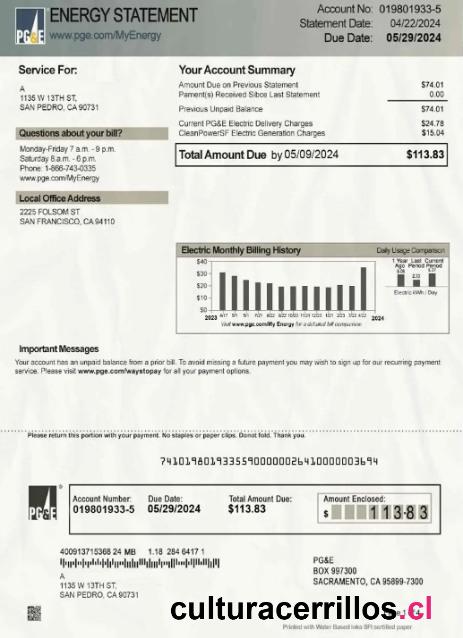 PG&E
ENERGY STATEMENT
www.pge.com/MyEnergy
Account No: 019801933-5
Statement Date: 04/22/2024
Due Date: 05/29/2024
Service For:
A
1135 W 13TH ST,
SAN PEDRO, CA 90731
Questions about your bill?
Monday-Friday 7 a.m. - 9 p.m.
Saturday 8 a.m. - 6 p.m.
Phone: 1-866-743-0335
www.pge.com/MyEnergy
Local Office Address
2225 FOLSOM ST
SAN FRANCISCO, CA 94110
Your Account Summary
Amount Due on Previous Statement $74.01
Pament(s) Received Sibce Last Statement 0.00
Previous Unpaid Balance $74.01
Current PG&E Electric Delivery Charges $24.78
CleanPowerSF Electric Generation Charges $15.04
Total Amount Due by 05/09/2024 $113.83
Electric Monthly Billing History
Daily Usage Comparison
$40
$30
$20
$10
$0
2023
2024
Visit www.pge.com/My Energy for a detailed bill comparison
1 Year Last Current
Ago Period Period
Electric kWh / Day
Important Messages
Your account has an unpaid balance from a prior bill. To avoid missing a future payment you may wish to sign up for our recurring payment
service. Please visit www.pge.com/waystopay for all your payment options.
Please return this portion with your payment. No staples or paper clips. Donot fold. Thank you.
PG&E
Account Number: Due Date: Total Amount Due: Amount Enclosed:
019801933-5 05/29/2024 $113.83
$ 113.83
400913715368 24 MB 1.18 284 6417 1
A
1135 W 13TH ST,
SAN PEDRO, CA 90731
PG&E
BOX 997300
SACRAMENTO, CA 95899-7300
culturacerrillos.cl
Printed with Water Based Inks SFI certified paper